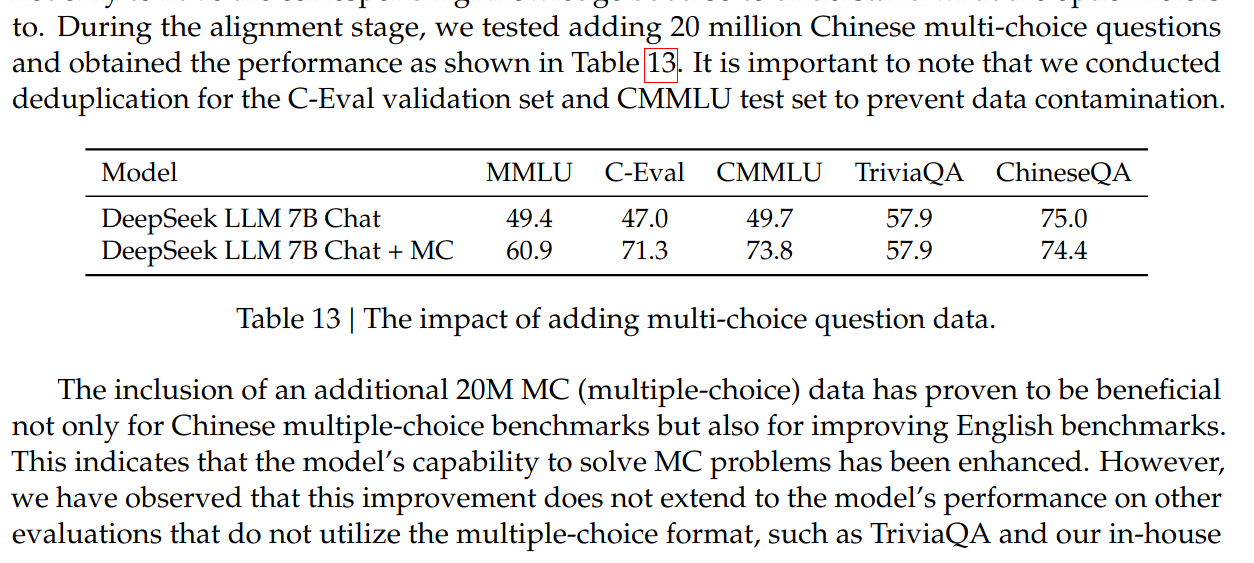 to. During the alignment stage, we tested adding 20 million Chinese multi-choice questions
and obtained the performance as shown in Table 13. It is important to note that we conducted
deduplication for the C-Eval validation set and CMMLU test set to prevent data contamination.
Model MMLU C-Eval CMMLU TriviaQA ChineseQA
DeepSeek LLM 7B Chat 49.4 47.0 49.7 57.9 75.0
DeepSeek LLM 7B Chat + MC 60.9 71.3 73.8 57.9 74.4
Table 13 | The impact of adding multi-choice question data.
The inclusion of an additional 20M MC (multiple-choice) data has proven to be beneficial
not only for Chinese multiple-choice benchmarks but also for improving English benchmarks.
This indicates that the model's capability to solve MC problems has been enhanced. However,
we have observed that this improvement does not extend to the model's performance on other
evaluations that do not utilize the multiple-choice format, such as TriviaQA and our in-house